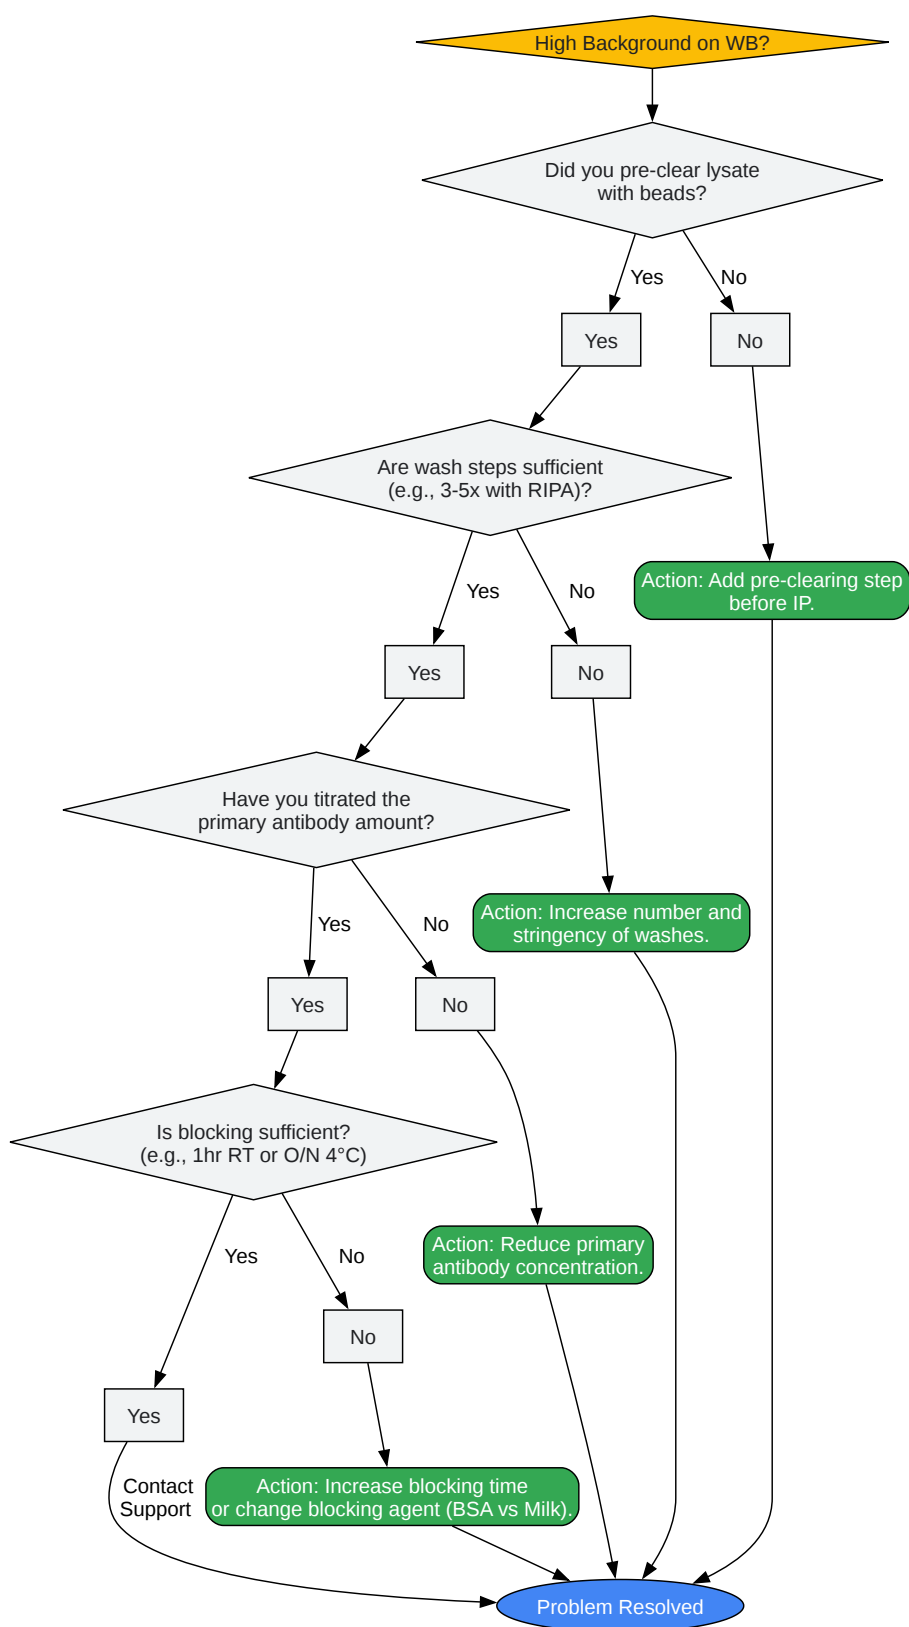 High Background on WB?
Did you pre-clear lysate
with beads?
Yes
No
Yes
No
Are wash steps sufficient
(e.g., 3-5x with RIPA)?
Action: Add pre-clearing step
before IP.
Yes
No
Yes
No
Have you titrated the
primary antibody amount?
Action: Increase number and
stringency of washes.
Yes
No
Yes
No
Is blocking sufficient?
(e.g., 1hr RT or O/N 4°C)
Action: Reduce primary
antibody concentration.
Yes
No
No
Yes
Contact
Support
Action: Increase blocking time
or change blocking agent (BSA vs Milk).
Problem Resolved